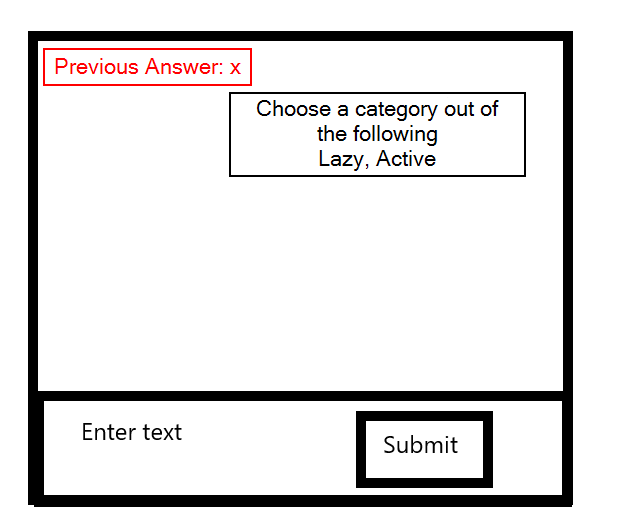 Previous Answer: x
Choose a category out of
the following
Lazy, Active
Enter text
Submit